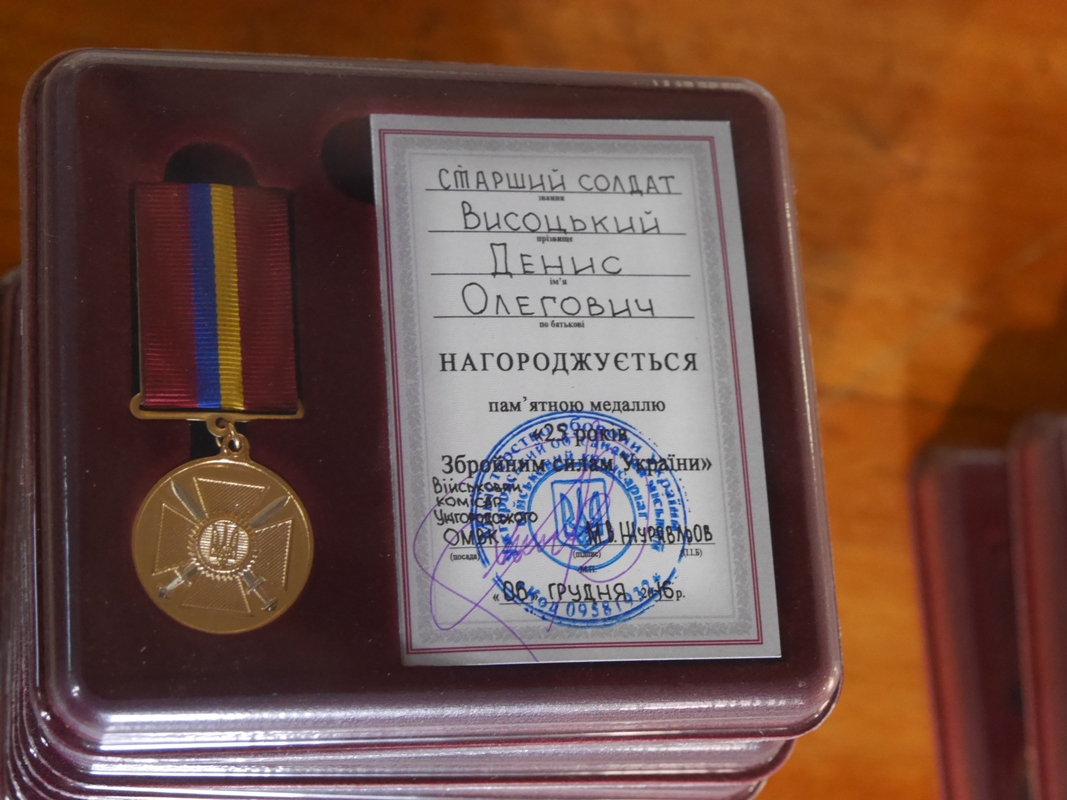 СТАРШИЙ СОЛДАТ
звання
ВИСОЦЬКИЙ
прізвище
ДЕНИС
ім'я
ОЛЕГОВИЧ
по батькові
НАГОРОДЖУЄТЬСЯ
пам'ятною медаллю
«25 років
Збройним силам України»
Військовий
комісар
Ужгородського
ОМВК
М.В. ЖУРАВЛЬОВ
(посада)
(підпис)
(П.І.Б)
М.П.
«06» ГРУДНЯ 2016 р.